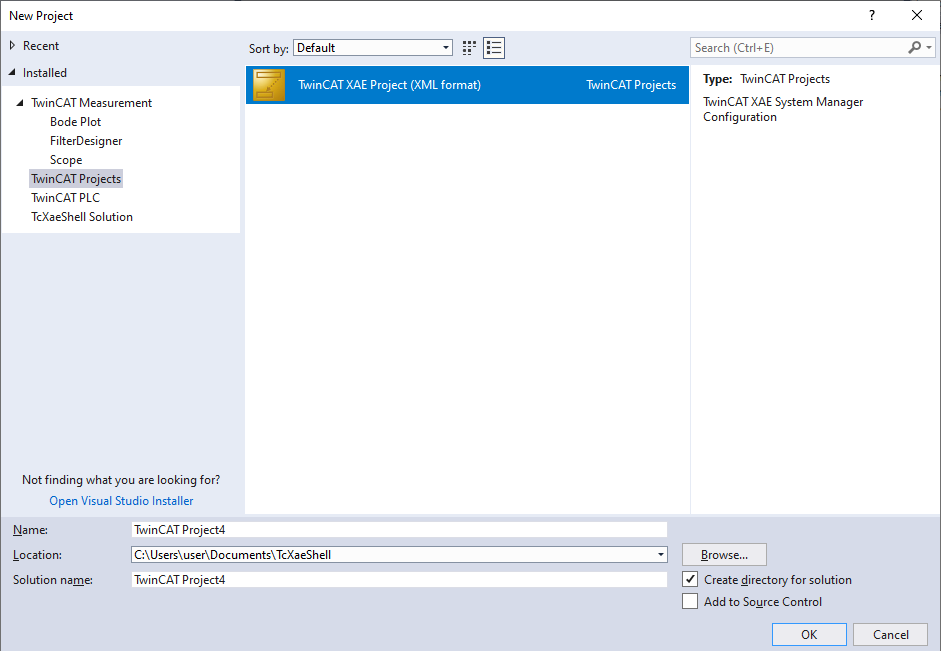 New Project
?
Recent
Installed
TwinCAT Measurement
Bode Plot
FilterDesigner
Scope
TwinCAT Projects
TwinCAT PLC
TcXaeShell Solution
Not finding what you are looking for?
Open Visual Studio Installer
Sort by: Default
TwinCAT XAE Project (XML format) TwinCAT Projects
Search (Ctrl+E)
Type: TwinCAT Projects
TwinCAT XAE System Manager
Configuration
Name: TwinCAT Project4
Location: C:\Users\user\Documents\TcXaeShell Browse...
Solution name: TwinCAT Project4
Create directory for solution
Add to Source Control
OK Cancel